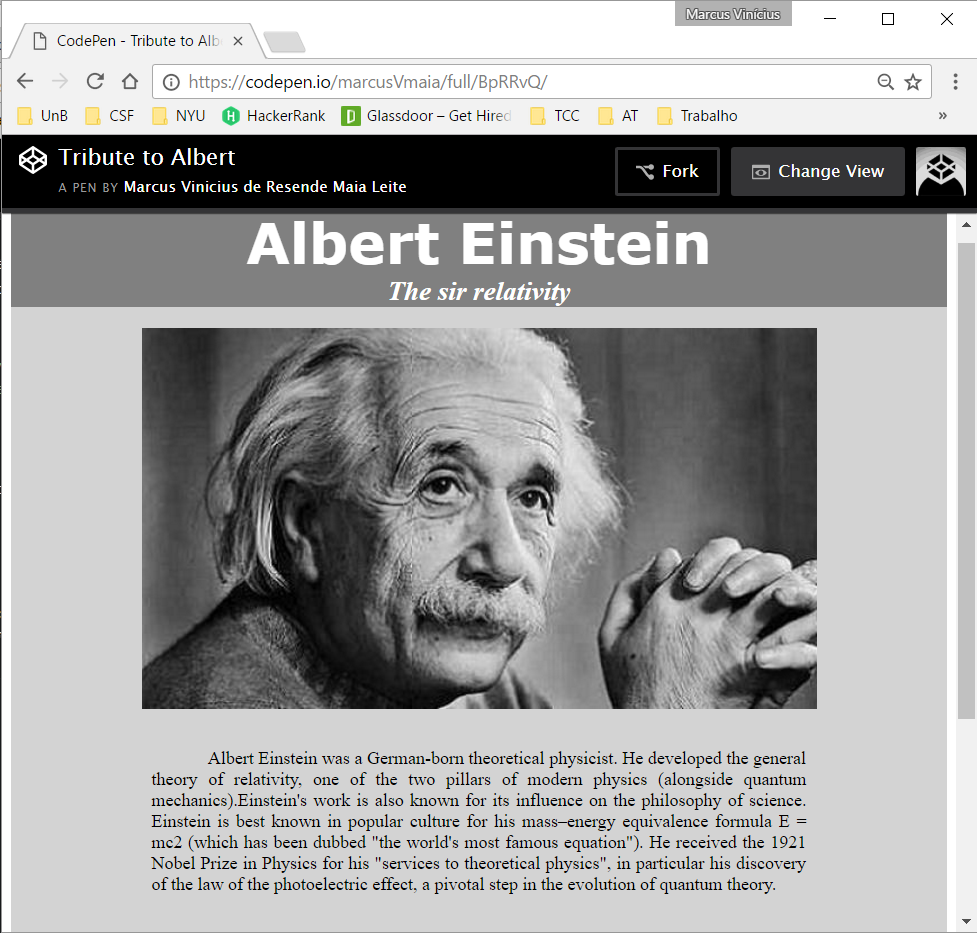 Marcus Vinícius
CodePen - Tribute to Alb
https://codepen.io/marcusVmaia/full/BpRRvQ/
UnB CSF NYU HackerRank Glassdoor – Get Hired TCC AT Trabalho »
Tribute to Albert
A PEN BY Marcus Vinicius de Resende Maia Leite
Fork Change View
Albert Einstein
The sir relativity
Albert Einstein was a German-born theoretical physicist. He developed the general
theory of relativity, one of the two pillars of modern physics (alongside quantum
mechanics).Einstein's work is also known for its influence on the philosophy of science.
Einstein is best known in popular culture for his mass–energy equivalence formula E =
mc2 (which has been dubbed "the world's most famous equation"). He received the 1921
Nobel Prize in Physics for his "services to theoretical physics", in particular his discovery
of the law of the photoelectric effect, a pivotal step in the evolution of quantum theory.